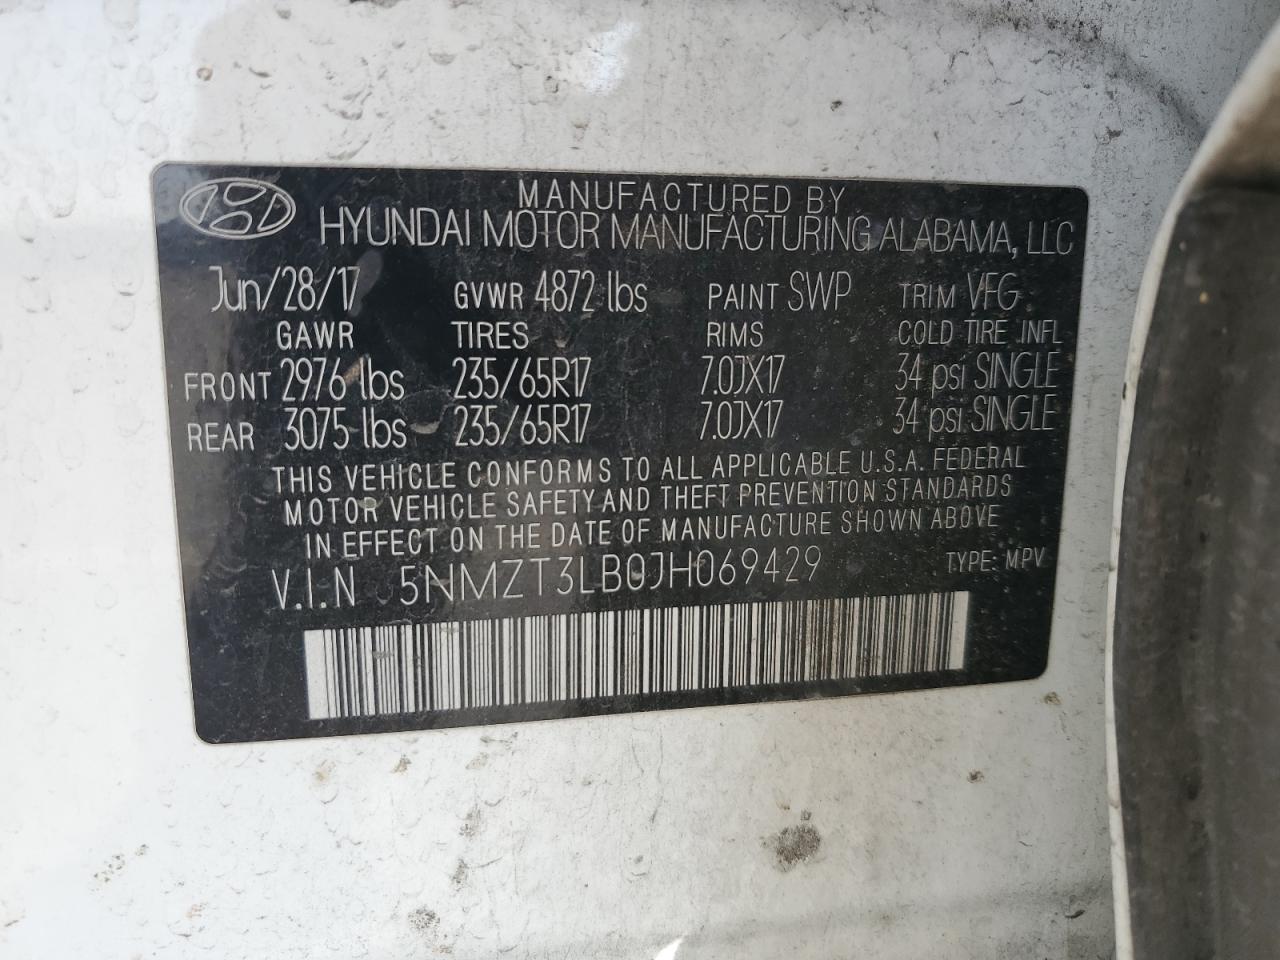 MANUFACTURED BY
HYUNDAI MOTOR MANUFACTURING ALABAMA, LLC
Jun/28/17 GVWR 4872 lbs PAINT SWP TRIM VFG
GAWR TIRES RIMS COLD TIRE INFL
FRONT 2976 lbs 235/65R17 7.0JX17 34 psi SINGLE
REAR 3075 lbs 235/65R17 7.0JX17 34 psi SINGLE
THIS VEHICLE CONFORMS TO ALL APPLICABLE U.S.A. FEDERAL
MOTOR VEHICLE SAFETY AND THEFT PREVENTION STANDARDS
IN EFFECT ON THE DATE OF MANUFACTURE SHOWN ABOVE
V.I.N 5NMZT3LB0JH069429 TYPE: MPV